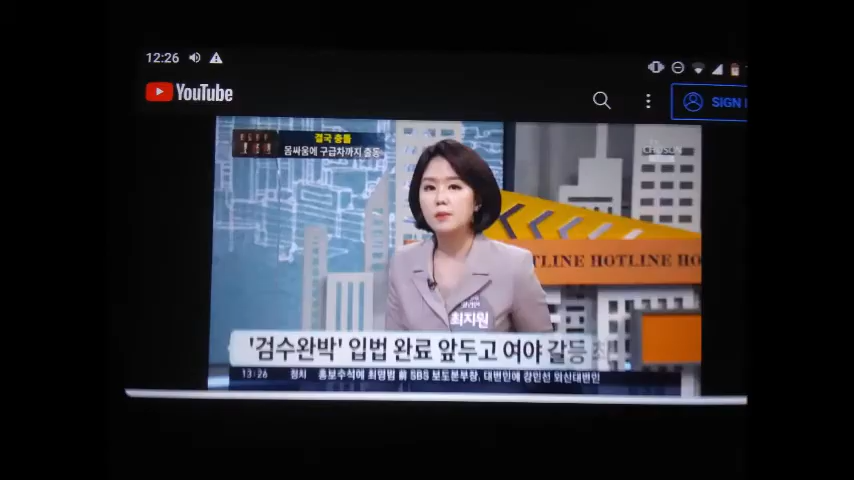 12:26
YouTube
SIGN
결국 충돌
몸싸움에 구급차까지 출동
CHOSUN
HOTLINE HO
최지원
'검수완박' 입법 완료 앞두고 여야 갈등
13:26 정치 홍보수석에 최영범 前 SBS 보도본부장, 대변인에 강인선 외신대변인